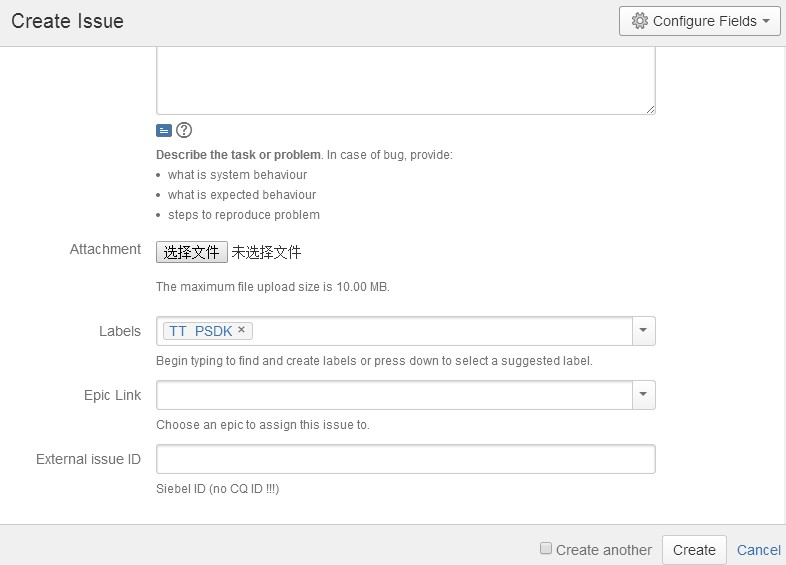 Create Issue
Configure Fields
Describe the task or problem. In case of bug, provide:
• what is system behaviour
• what is expected behaviour
• steps to reproduce problem
Attachment 选择文件 未选择文件
The maximum file upload size is 10.00 MB.
Labels TT PSDK ×
Begin typing to find and create labels or press down to select a suggested label.
Epic Link
Choose an epic to assign this issue to.
External issue ID
Siebel ID (no CQ ID !!!)
Create another Create Cancel